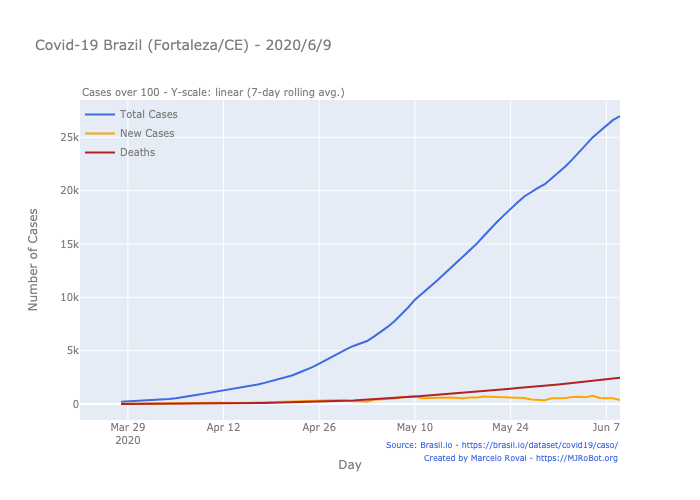 Covid-19 Brazil (Fortaleza/CE) - 2020/6/9
Cases over 100 - Y-scale: linear (7-day rolling avg.)
Total Cases
New Cases
Deaths
25k
20k
15k
10k
5k
0
Number of Cases
Mar 29
2020
Apr 12
Apr 26
May 10
May 24
Jun 7
Day
Source: Brasil.io - https://brasil.io/dataset/covid19/caso/
Created by Marcelo Rovai - https://MJRoBot.org